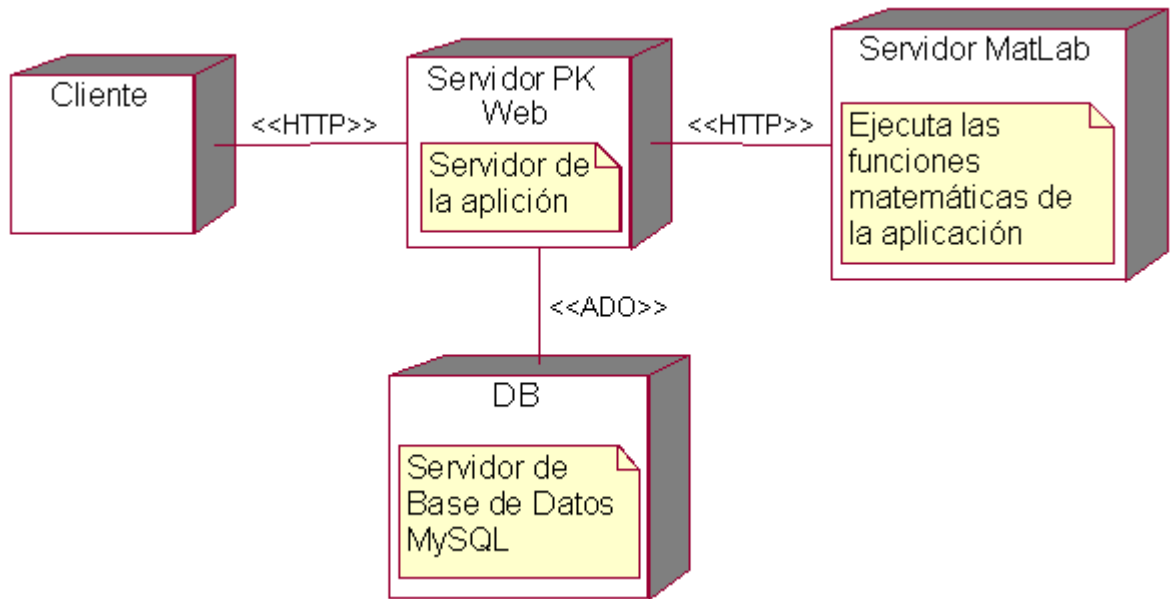 Cliente
<<HTTP>>
Servidor PK
Web
Servidor de
la aplición
<<HTTP>>
Servidor MatLab
Ejecuta las
funciones
matemáticas de
la aplicación
<<ADO>>
DB
Servidor de
Base de Datos
MySQL